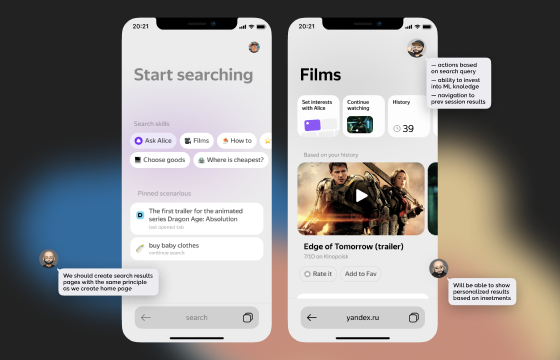 20:21
Start searching
Search skills
Ask Alice
Films
How to
Choose goods
Where is cheapest?
Pinned scenarious
The first trailer for the animated
series Dragon Age: Absolution
last opened tab
buy baby clothes
continue search
search
We should create search results
pages with the same principle
as we create home page
20:21
Films
Set interests
with Alice
Continue
watching
History
39
Based on your history
Edge of Tomorrow (trailer)
7/10 on Kinopoisk
Rate it
Add to Fav
yandex.ru
— actions based
on search query
— ability to invest
into ML knoledge
— navigation to
prev session results
Will be able to show
personalized results
based on insetments